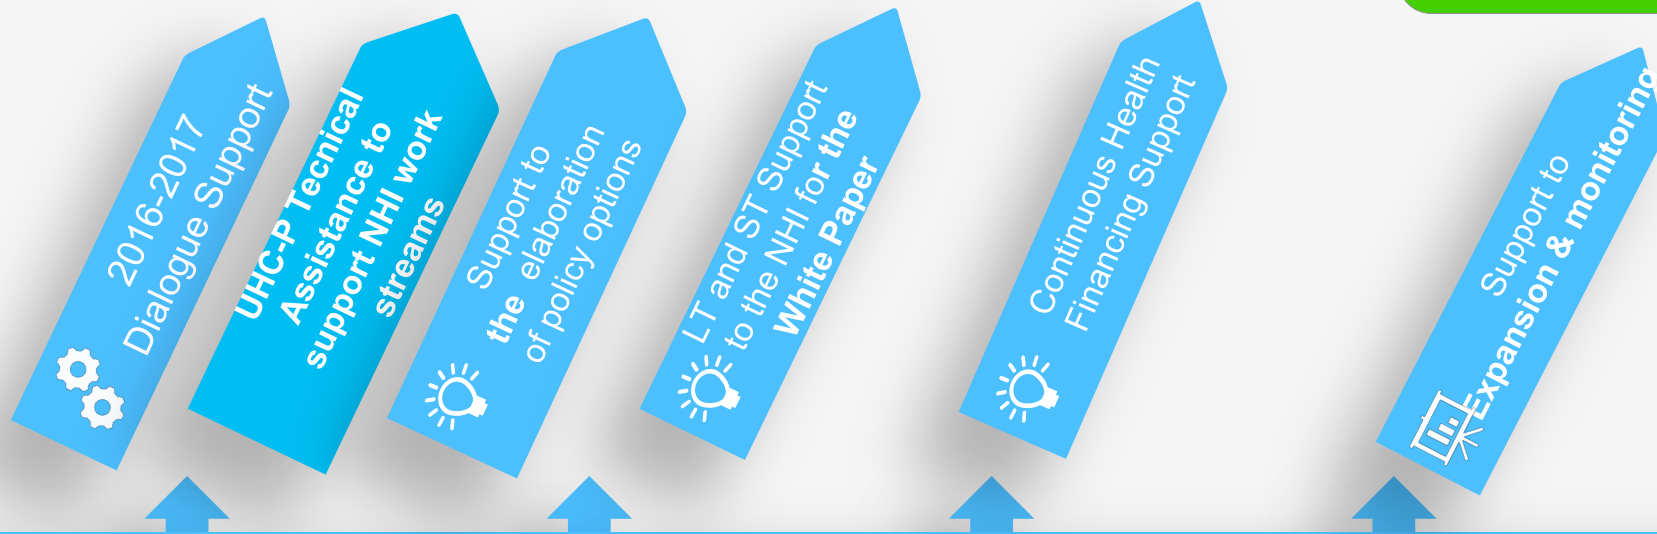 2016-2017
Dialogue Support
UHC-P Tecnical
Assistance to
support NHI work
streams
Support to
the elaboration
of policy options
LT and ST Support
to the NHI for the
White Paper
Continuous Health
Financing Support
Support to
Expansion & monitoring